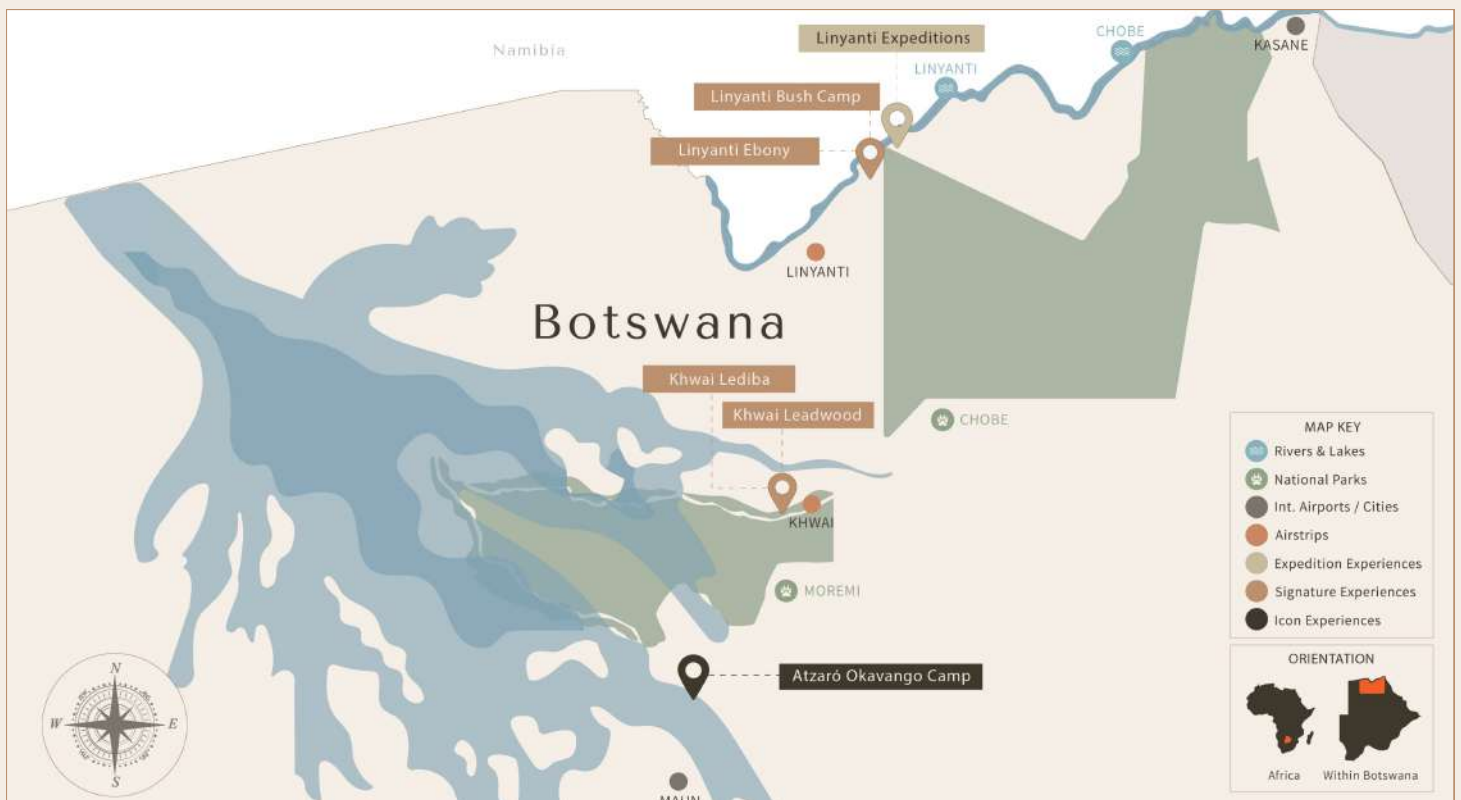 Namibia
Linyanti Expeditions
CHOBE
KASANE
LINYANTI
Linyanti Bush Camp
Linyanti Ebony
LINYANTI
Botswana
Khwai Lediba
Khwai Leadwood
CHOBE
KHWAI
MOREMI
Atzaró Okavango Camp
MAUN
MAP KEY
Rivers & Lakes
National Parks
Int. Airports / Cities
Airstrips
Expedition Experiences
Signature Experiences
Icon Experiences
ORIENTATION
Africa
Within Botswana
N
W
E
S